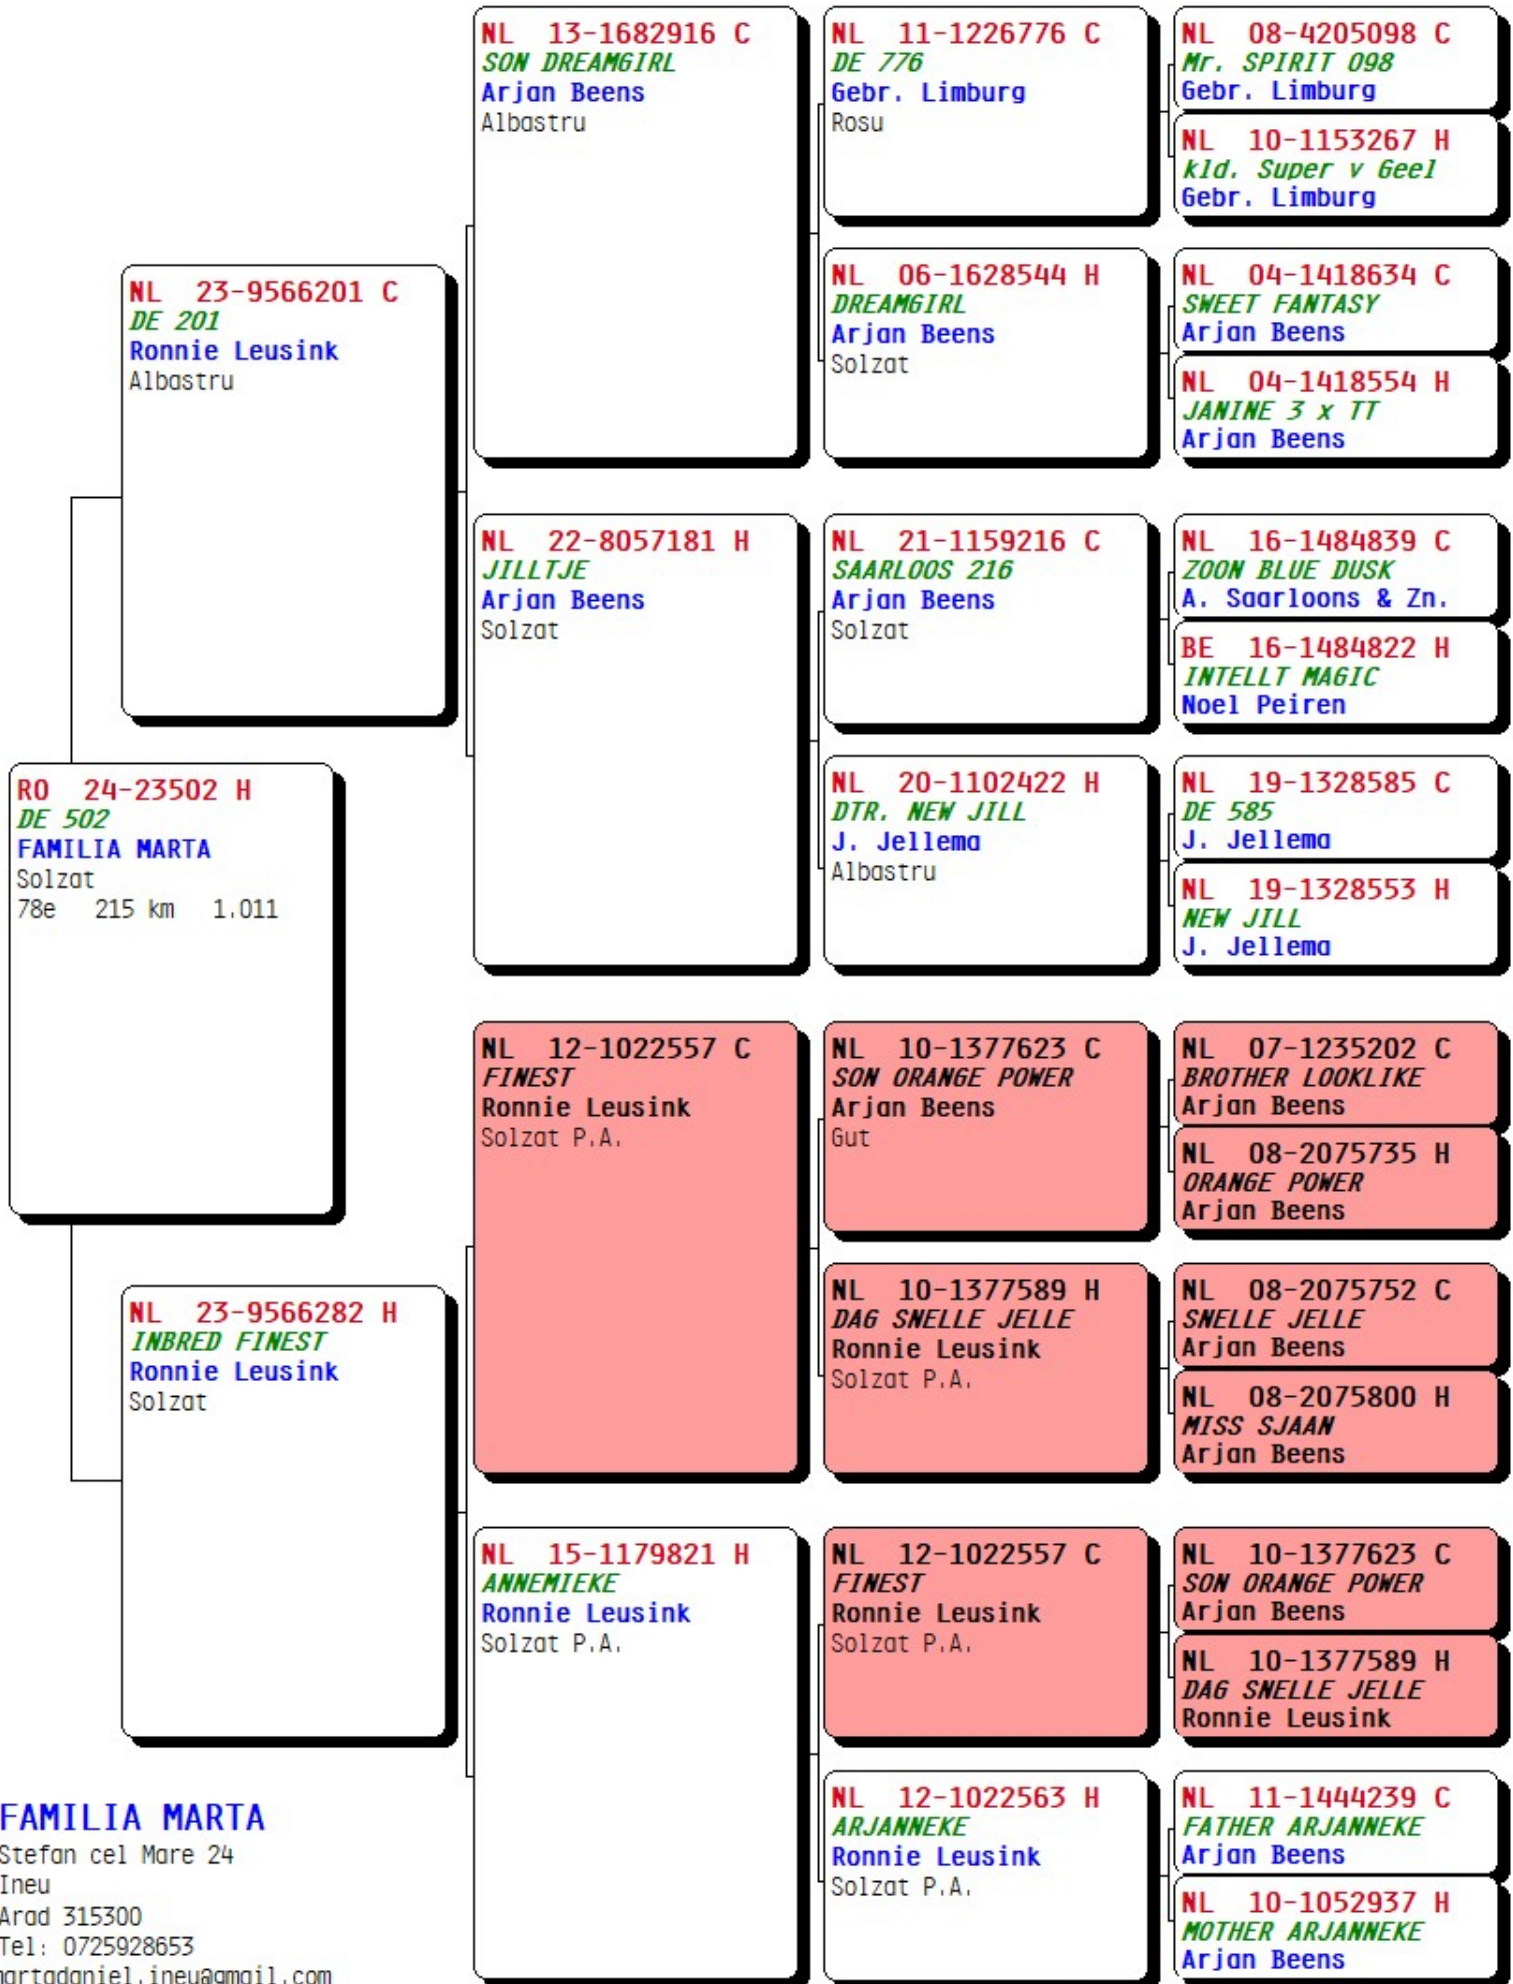 NL 13-1682916 C
SON DREAMGIRL
Arjan Beens
Albastru
NL 11-1226776 C
DE 776
Gebr. Limburg
Rosu
NL 08-4205098 C
Mr. SPIRIT 098
Gebr. Limburg
NL 10-1153267 H
kld. Super v Geel
Gebr. Limburg
NL 23-9566201 C
DE 201
Ronnie Leusink
Albastru
NL 06-1628544 H
DREAMGIRL
Arjan Beens
Solzat
NL 04-1418634 C
SWEET FANTASY
Arjan Beens
NL 04-1418554 H
JANINE 3 x TT
Arjan Beens
NL 22-8057181 H
JILLTJE
Arjan Beens
Solzat
NL 21-1159216 C
SAARLOOS 216
Arjan Beens
Solzat
NL 16-1484839 C
ZOON BLUE DUSK
A. Saarloons & Zn.
BE 16-1484822 H
INTELLT MAGIC
Noel Peiren
RO 24-23502 H
DE 502
FAMILIA MARTA
Solzat
78e 215 km 1.011
NL 20-1102422 H
DTR. NEW JILL
J. Jellema
Albastru
NL 19-1328585 C
DE 585
J. Jellema
NL 19-1328553 H
NEW JILL
J. Jellema
NL 12-1022557 C
FINEST
Ronnie Leusink
Solzat P.A.
NL 10-1377623 C
SON ORANGE POWER
Arjan Beens
Gut
NL 07-1235202 C
BROTHER LOOKLIKE
Arjan Beens
NL 08-2075735 H
ORANGE POWER
Arjan Beens
NL 23-9566282 H
INBRED FINEST
Ronnie Leusink
Solzat
NL 10-1377589 H
DAG SNELLE JELLE
Ronnie Leusink
Solzat P.A.
NL 08-2075752 C
SNELLE JELLE
Arjan Beens
NL 08-2075800 H
MISS SJAAN
Arjan Beens
NL 15-1179821 H
ANNEMIEKE
Ronnie Leusink
Solzat P.A.
NL 12-1022557 C
FINEST
Ronnie Leusink
Solzat P.A.
NL 10-1377623 C
SON ORANGE POWER
Arjan Beens
NL 10-1377589 H
DAG SNELLE JELLE
Ronnie Leusink
NL 12-1022563 H
ARJANNEKE
Ronnie Leusink
Solzat P.A.
NL 11-1444239 C
FATHER ARJANNEKE
Arjan Beens
NL 10-1052937 H
MOTHER ARJANNEKE
Arjan Beens
FAMILIA MARTA
Stefan cel Mare 24
Ineu
Arad 315300
Tel: 0725928653
martadaniel.ineu@gmail.com